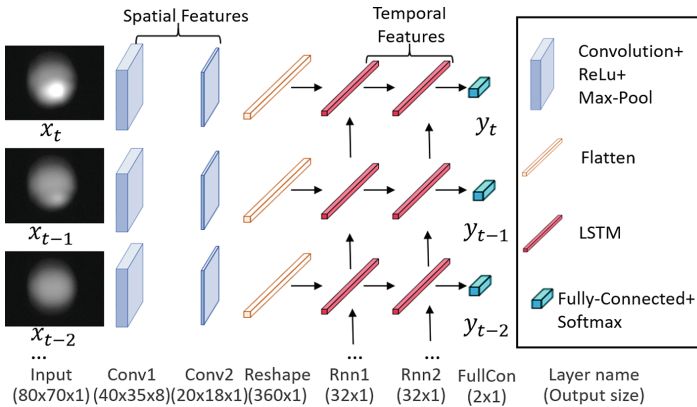 Spatial Features
Temporal
Features
x_t
x_{t-1}
x_{t-2}
...
y_t
y_{t-1}
y_{t-2}
...
Convolution+
ReLu+
Max-Pool
Flatten
LSTM
Fully-Connected+
Softmax
Input
(80x70x1)
Conv1
(40x35x8)
Conv2
(20x18x1)
Reshape
(360x1)
Rnn1
(32x1)
Rnn2
(32x1)
FullCon
(2x1)
Layer name
(Output size)